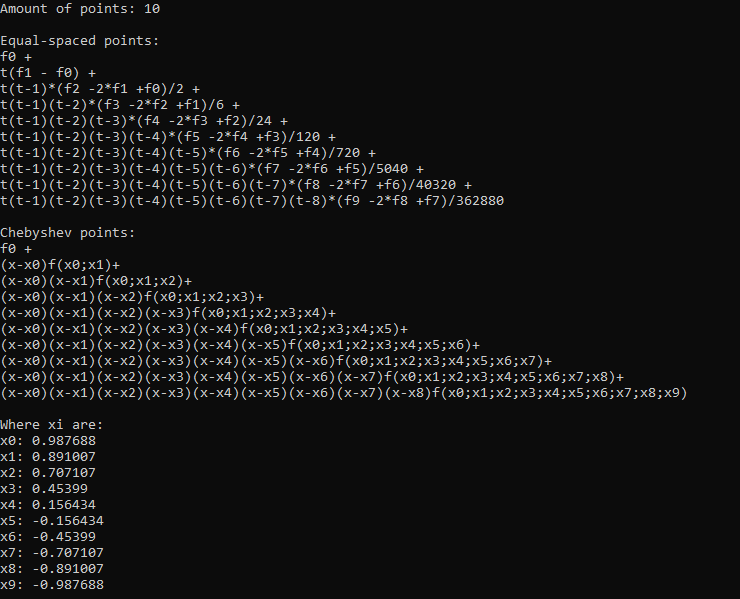 Amount of points: 10
Equal-spaced points:
f0 +
t(f1 - f0) +
t(t-1)*(f2 -2*f1 +f0)/2 +
t(t-1)(t-2)*(f3 -2*f2 +f1)/6 +
t(t-1)(t-2)(t-3)*(f4 -2*f3 +f2)/24 +
t(t-1)(t-2)(t-3)(t-4)*(f5 -2*f4 +f3)/120 +
t(t-1)(t-2)(t-3)(t-4)(t-5)*(f6 -2*f5 +f4)/720 +
t(t-1)(t-2)(t-3)(t-4)(t-5)(t-6)*(f7 -2*f6 +f5)/5040 +
t(t-1)(t-2)(t-3)(t-4)(t-5)(t-6)(t-7)*(f8 -2*f7 +f6)/40320 +
t(t-1)(t-2)(t-3)(t-4)(t-5)(t-6)(t-7)(t-8)*(f9 -2*f8 +f7)/362880
Chebyshev points:
f0 +
(x-x0)f(x0;x1)+
(x-x0)(x-x1)f(x0;x1;x2)+
(x-x0)(x-x1)(x-x2)f(x0;x1;x2;x3)+
(x-x0)(x-x1)(x-x2)(x-x3)f(x0;x1;x2;x3;x4)+
(x-x0)(x-x1)(x-x2)(x-x3)(x-x4)f(x0;x1;x2;x3;x4;x5)+
(x-x0)(x-x1)(x-x2)(x-x3)(x-x4)(x-x5)f(x0;x1;x2;x3;x4;x5;x6)+
(x-x0)(x-x1)(x-x2)(x-x3)(x-x4)(x-x5)(x-x6)f(x0;x1;x2;x3;x4;x5;x6;x7)+
(x-x0)(x-x1)(x-x2)(x-x3)(x-x4)(x-x5)(x-x6)(x-x7)f(x0;x1;x2;x3;x4;x5;x6;x7;x8)+
(x-x0)(x-x1)(x-x2)(x-x3)(x-x4)(x-x5)(x-x6)(x-x7)(x-x8)f(x0;x1;x2;x3;x4;x5;x6;x7;x8;x9)
Where xi are:
x0: 0.987688
x1: 0.891007
x2: 0.707107
x3: 0.45399
x4: 0.156434
x5: -0.156434
x6: -0.45399
x7: -0.707107
x8: -0.891007
x9: -0.987688